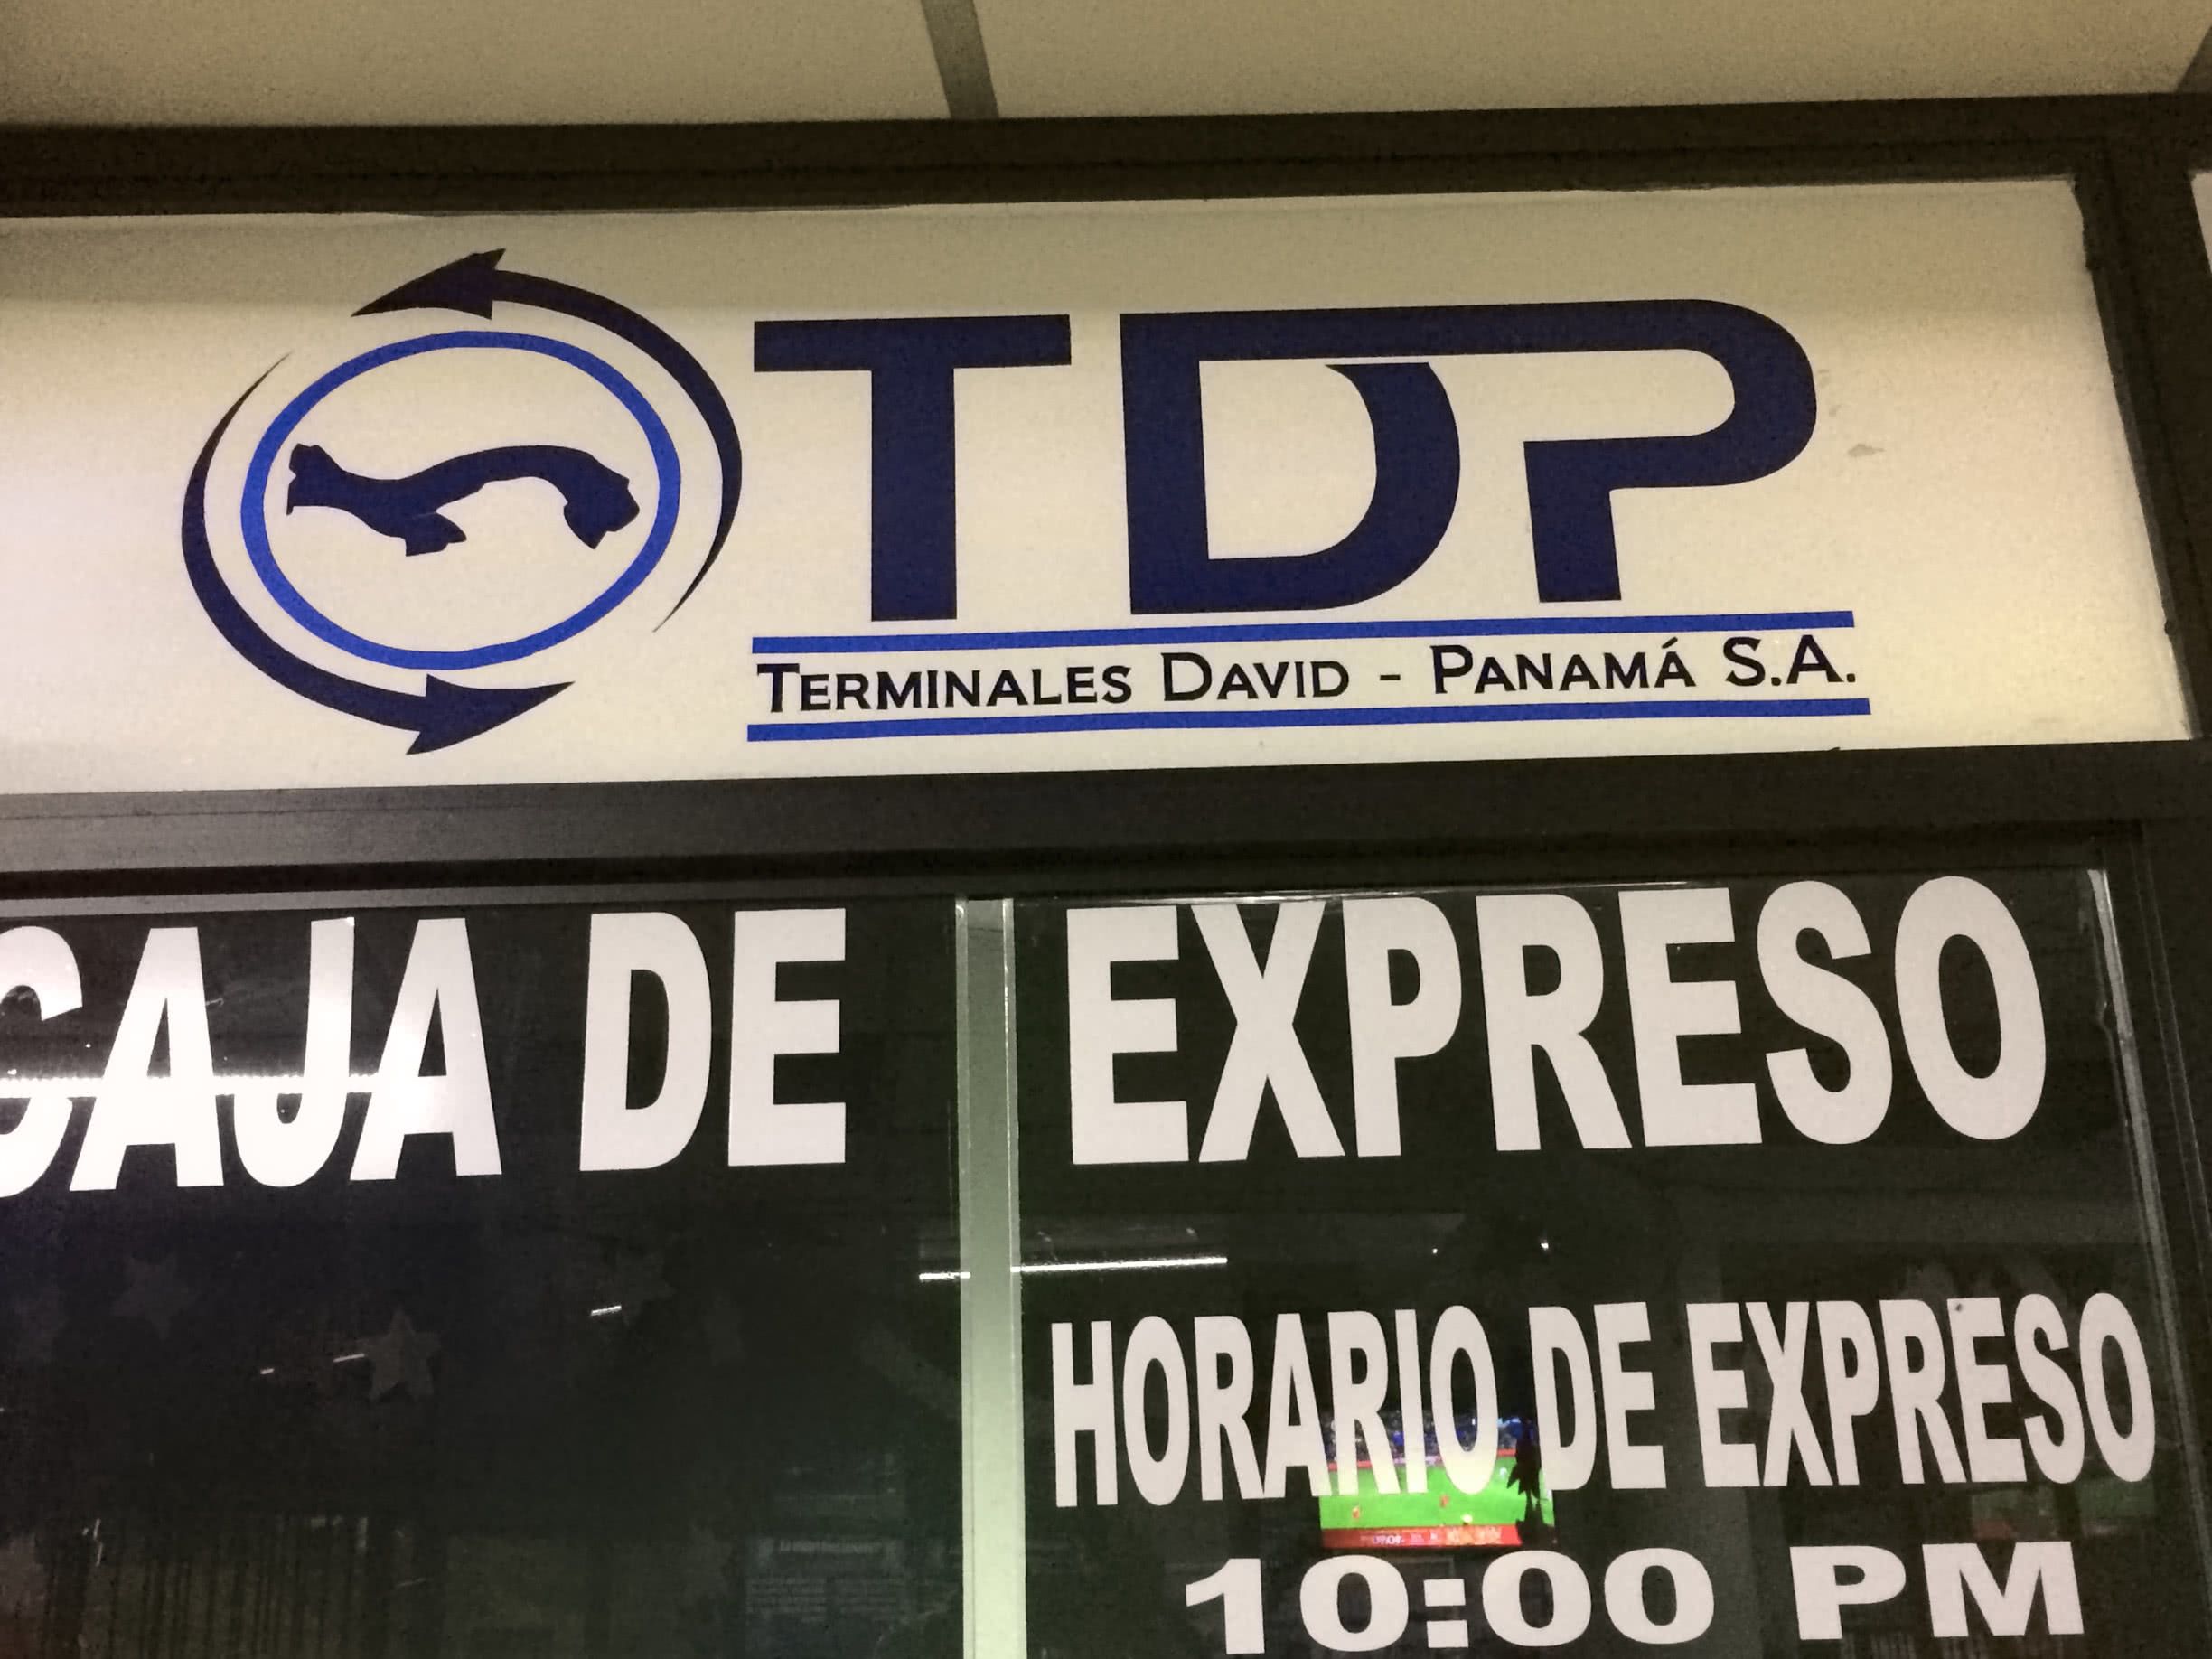 TDP
TERMINALES DAVID - PANAMÁ S.A.
CAJA DE EXPRESO
HORARIO DE EXPRESO
10:00 PM